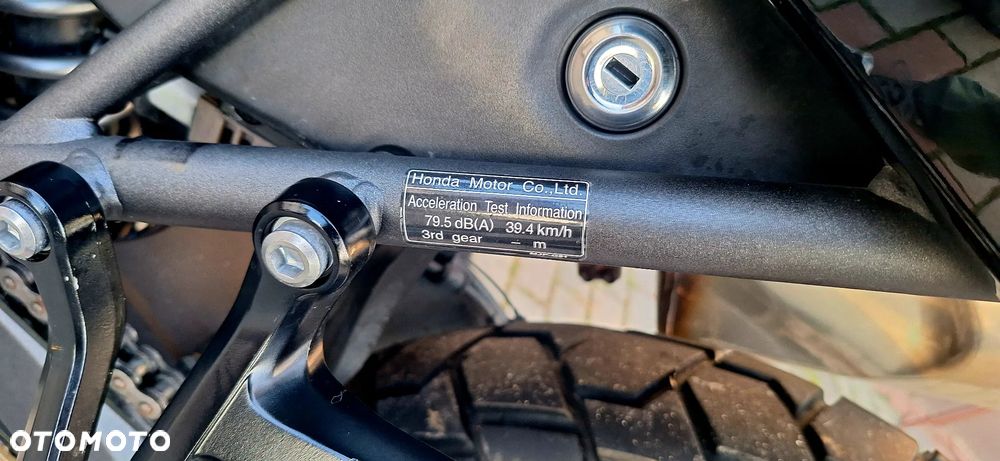 Honda Motor Co.,Ltd.
Acceleration Test Information
79.5 dB(A) 39.4 km/h
3rd gear – m
OTOMOTO